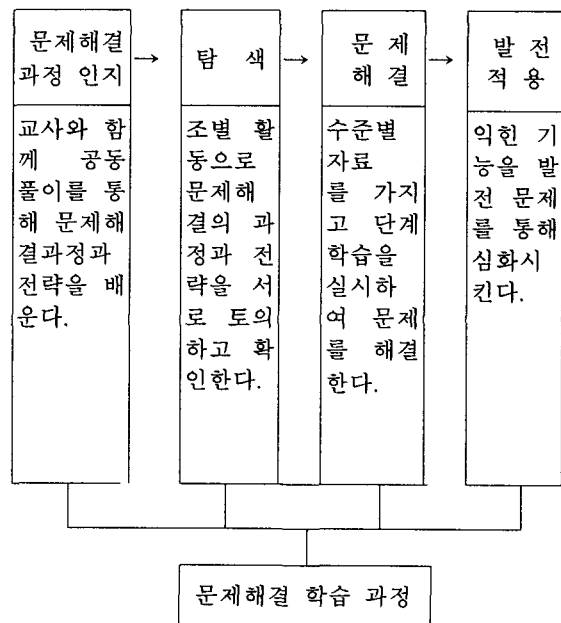 문제해결
과정 인지
→
탐 색
→
문 제
해 결
→
발 전
적 용
교사와 함
께 공동
풀이를 통
해 문제해
결과정과
전략을 배
운다.
조별 활
동으로
문제해
결의 과
정과 전
략을 서
로 토의
하고 확
인한다.
수준별
자료
를 가지
고 단계
학습을
실시하
여 문제
를 해결
한다.
익힌 기
능을 발
전 문제
를 통해
심화시
킨다.
문제해결 학습 과정